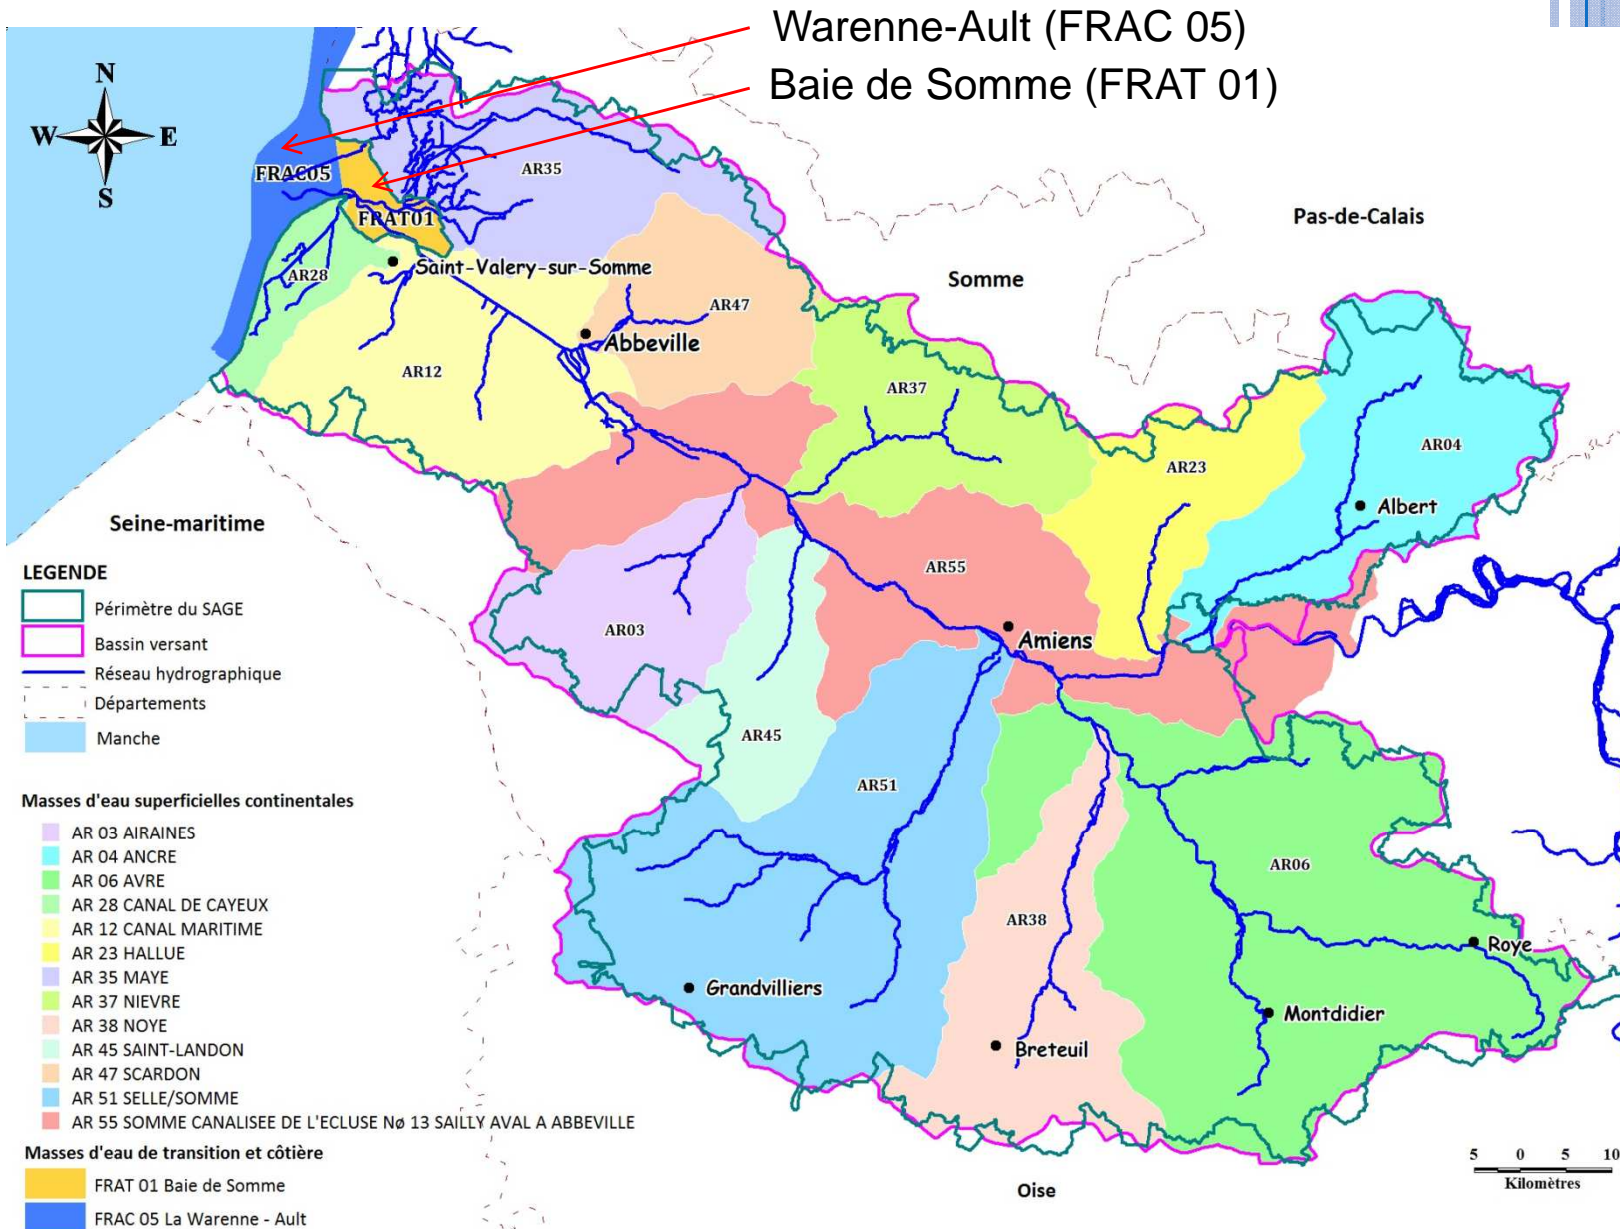 Warenne-Ault (FRAC 05)
Baie de Somme (FRAT 01)
N
W E
S
FRAC05
FRAT01
AR35
Pas-de-Calais
Saint-Valery-sur-Somme
AR28
Somme
AR47
Abbeville
AR12
AR37
AR04
AR23
Albert
Seine-maritime
LEGENDE
Périmètre du SAGE
Bassin versant
Réseau hydrographique
Départements
Manche
AR55
AR03
Amiens
AR45
AR51
AR06
AR38
Roye
Grandvilliers
Montdidier
Breteuil
Masses d'eau superficielles continentales
AR 03 AIRAINES
AR 04 ANCRE
AR 06 AVRE
AR 28 CANAL DE CAYEUX
AR 12 CANAL MARITIME
AR 23 HALLUE
AR 35 MAYE
AR 37 NIEVRE
AR 38 NOYE
AR 45 SAINT-LANDON
AR 47 SCARDON
AR 51 SELLE/SOMME
AR 55 SOMME CANALISEE DE L'ECLUSE Nø 13 SAILLY AVAL A ABBEVILLE
Masses d'eau de transition et côtière
FRAT 01 Baie de Somme
FRAC 05 La Warenne - Ault
5 0 5 10
Kilomètres
Oise